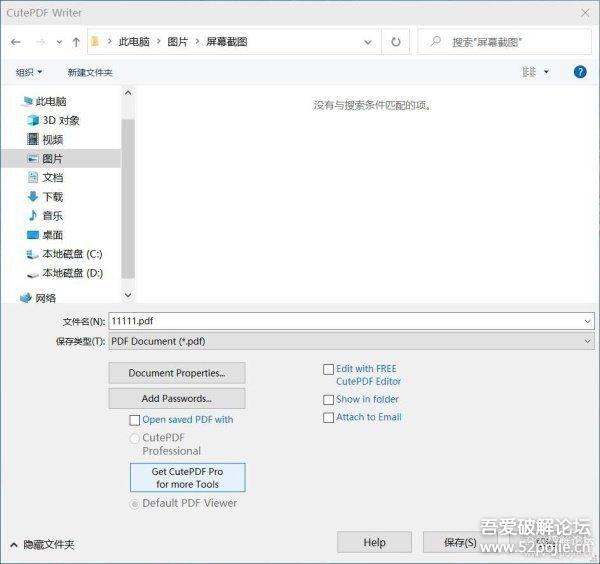 CutePDF Writer
此电脑 › 图片 › 屏幕截图
搜索"屏幕截图"
组织 新建文件夹
此电脑
3D 对象
视频
图片
文档
下载
音乐
桌面
本地磁盘 (C:)
本地磁盘 (D:)
网络
没有与搜索条件匹配的项。
文件名(N): 11111.pdf
保存类型(T): PDF Document (*.pdf)
Document Properties...
Add Passwords...
Open saved PDF with
CutePDF
Professional
Get CutePDF Pro
for more Tools
Default PDF Viewer
Edit with FREE
CutePDF Editor
Show in folder
Attach to Email
隐藏文件夹
Help
保存(S)
吾爱破解论坛
www.52pojie.cn